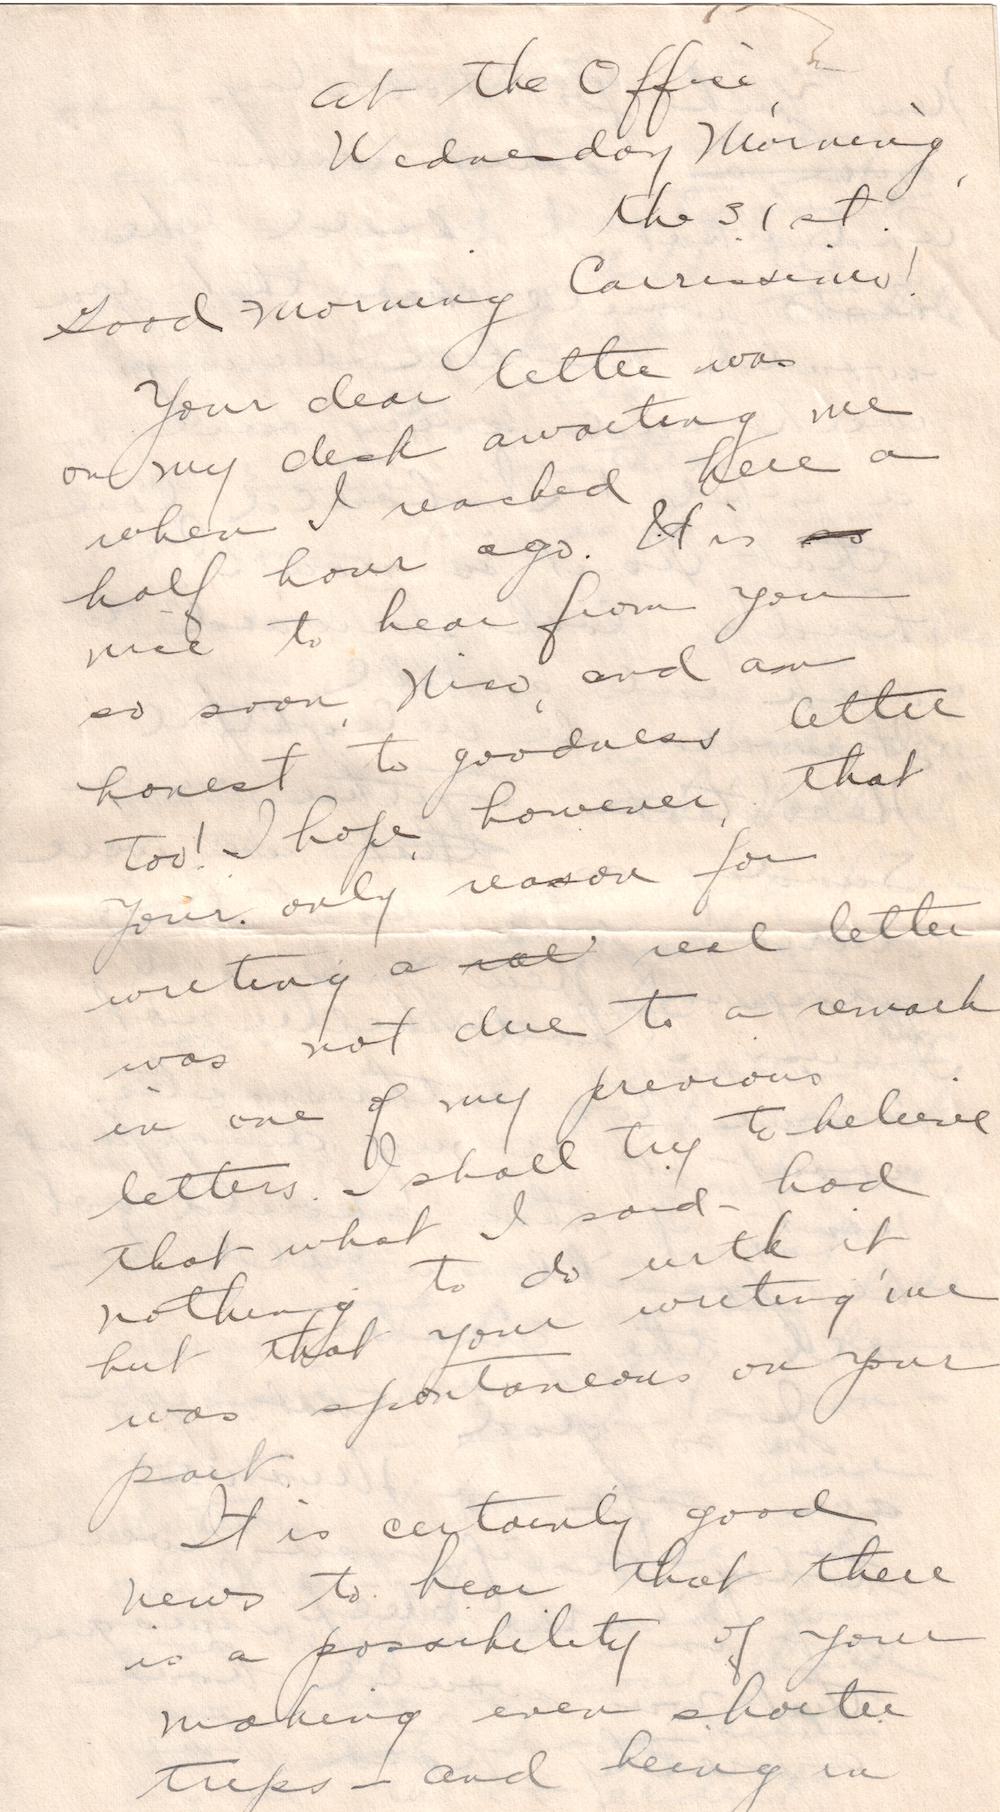 at the Office,
Wednesday Morning,
the 31st.
Good Morning Carrissimo!
Your dear letter was
on my desk awaiting me
when I reached here a
half hour ago. It is so
nice to hear from you
so soon, Nino, and an
honest to goodness letter
too! I hope, however, that
your only reason for
writing a real letter
was not due to a remark
in one of my previous
letters. I shall try to believe
that what I said- had
nothing to do with it
but that your writing me
was spontaneous on your
part.
It is certainly good
news to hear that there
is a possibility of your
making even shorter
trips - and being in